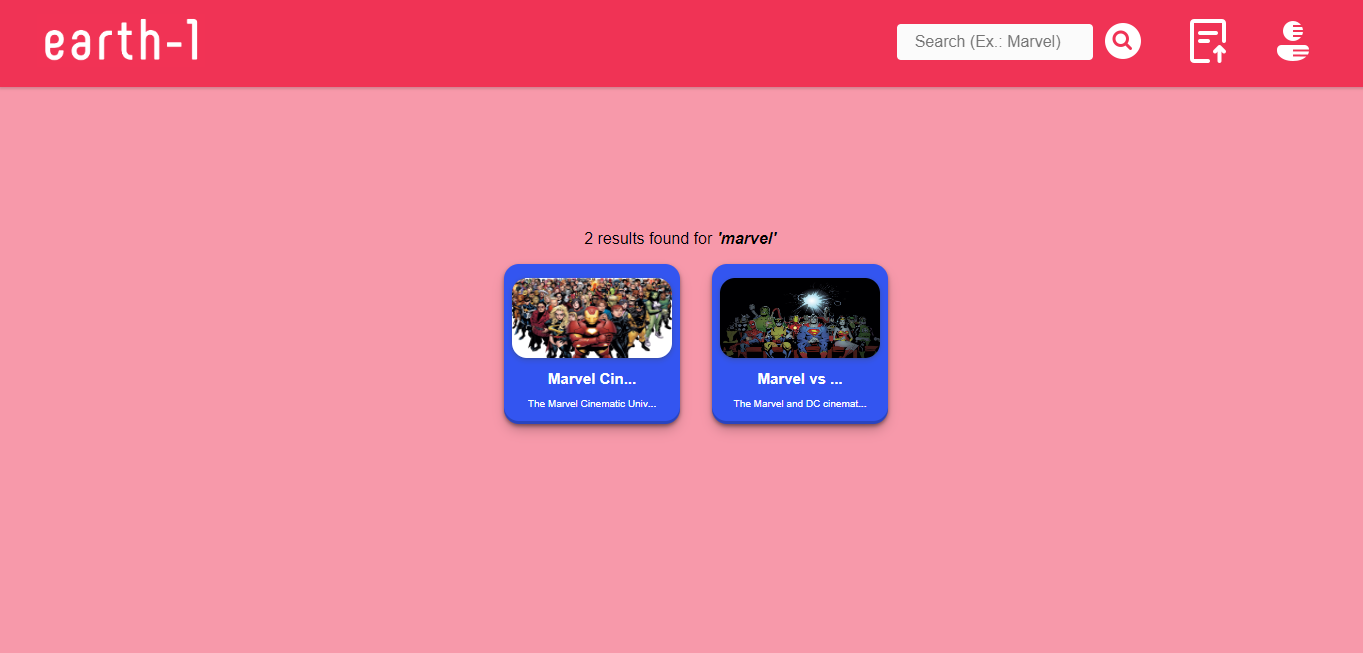 earth-1
Search (Ex.: Marvel)
2 results found for 'marvel'
Marvel Cin...
The Marvel Cinematic Univ...
Marvel vs ...
The Marvel and DC cinemat...